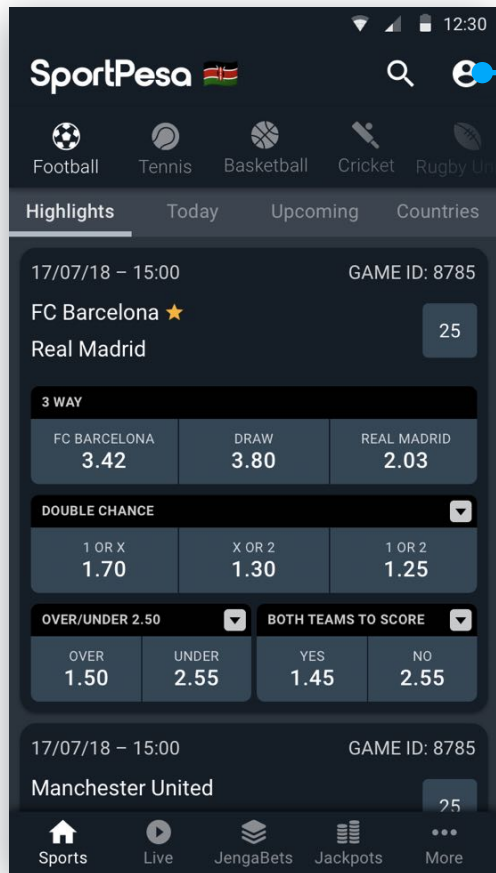 12:30
SportPesa
Football Tennis Basketball Cricket Rugby Un
Highlights Today Upcoming Countries
17/07/18 – 15:00 GAME ID: 8785
FC Barcelona
25
Real Madrid
3 WAY
FC BARCELONA DRAW REAL MADRID
3.42 3.80 2.03
DOUBLE CHANCE
1 OR X X OR 2 1 OR 2
1.70 1.30 1.25
OVER/UNDER 2.50 BOTH TEAMS TO SCORE
OVER UNDER YES NO
1.50 2.55 1.45 2.55
17/07/18 – 15:00 GAME ID: 8785
Manchester United
25
Sports Live JengaBets Jackpots More